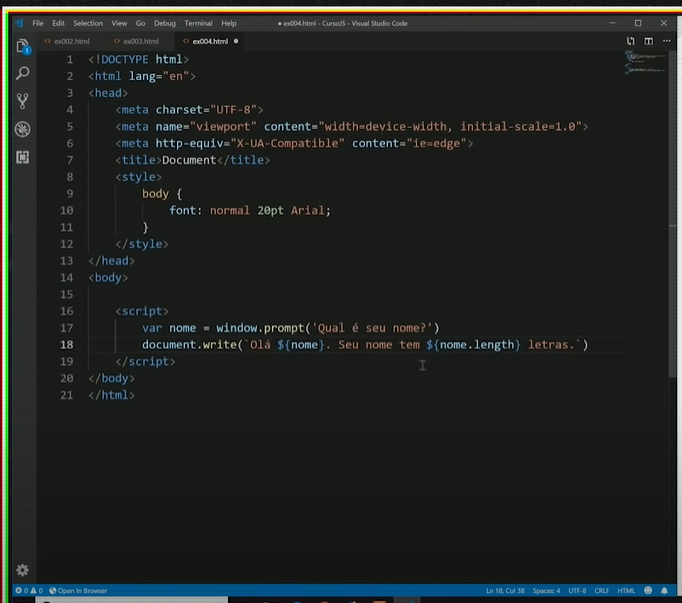 File Edit Selection View Go Debug Terminal Help
● ex004.html - CursoJS - Visual Studio Code
ex002.html ex003.html ex004.html ●
1 <!DOCTYPE html>
2 <html lang="en">
3 <head>
4 <meta charset="UTF-8">
5 <meta name="viewport" content="width=device-width, initial-scale=1.0">
6 <meta http-equiv="X-UA-Compatible" content="ie=edge">
7 <title>Document</title>
8 <style>
9 body {
10 font: normal 20pt Arial;
11 }
12 </style>
13 </head>
14 <body>
15
16 <script>
17 var nome = window.prompt('Qual é seu nome?')
18 document.write(`Olá ${nome}. Seu nome tem ${nome.length} letras.`)
19 </script>
20 </body>
21 </html>
1
0 0 Open In Browser Ln 18, Col 38 Spaces: 4 UTF-8 CRLF HTML